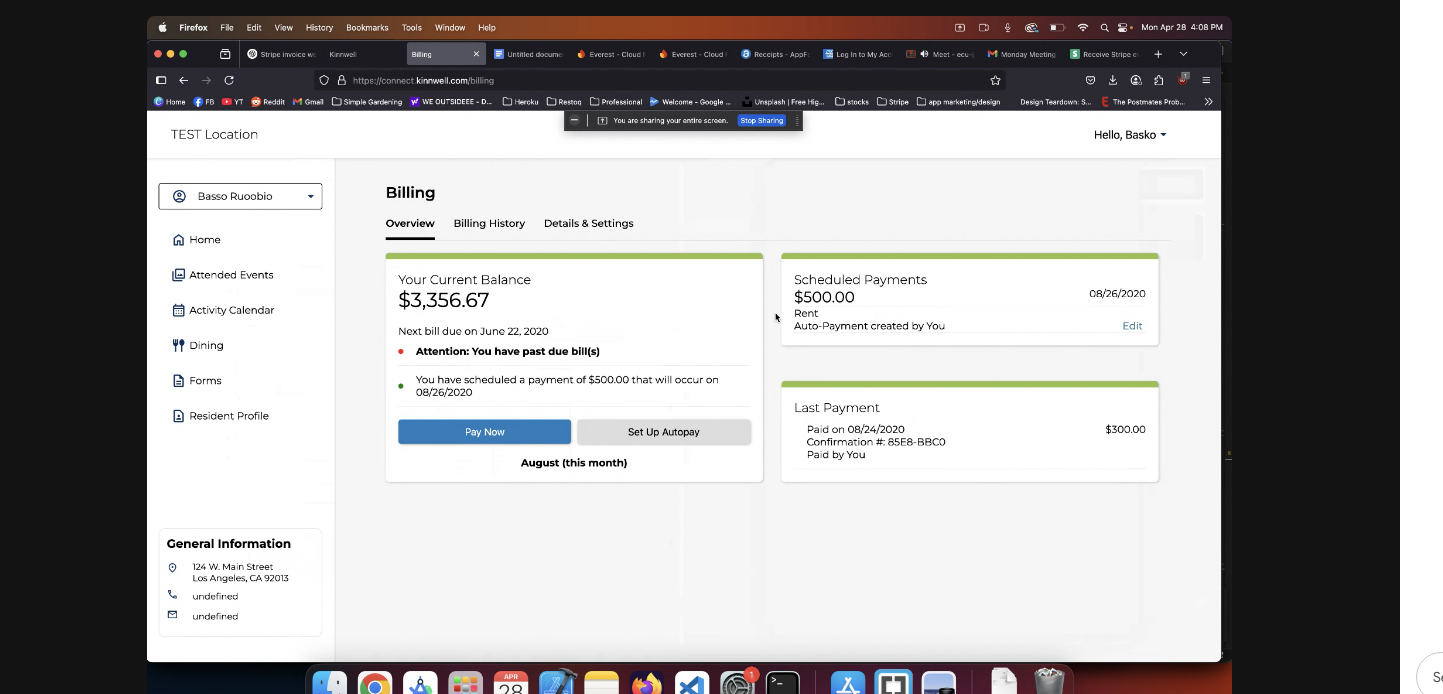 Firefox File Edit View History Bookmarks Tools Window Help
Mon Apr 28 4:08 PM
Stripe invoice wo
Kinnwell
Billing
Untitled docume
Everest - Cloud
Everest - Cloud
Receipts - AppF
Log In to My Acc
Meet - ecu-
Monday Meeting
Receive Stripe
https://connect.kinnwell.com/billing
Home FB YT Reddit Gmail Simple Gardening WE OUTSIDEEE - D... Heroku Restoq Professional Welcome - Google ... Unsplash | Free Hig... stocks Stripe app marketing/design Design Teardown: S... The Postmates Prob...
You are sharing your entire screen. Stop Sharing
TEST Location
Hello, Basko
Basso Ruoobio
Home
Attended Events
Activity Calendar
Dining
Forms
Resident Profile
General Information
124 W. Main Street
Los Angeles, CA 92013
undefined
undefined
Billing
Overview Billing History Details & Settings
Your Current Balance
$3,356.67
Next bill due on June 22, 2020
Attention: You have past due bill(s)
You have scheduled a payment of $500.00 that will occur on
08/26/2020
Pay Now Set Up Autopay
August (this month)
Scheduled Payments
$500.00 08/26/2020
Rent
Auto-Payment created by You Edit
Last Payment
Paid on 08/24/2020 $300.00
Confirmation #: 85E8-BBC0
Paid by You
APR
28
1
Se